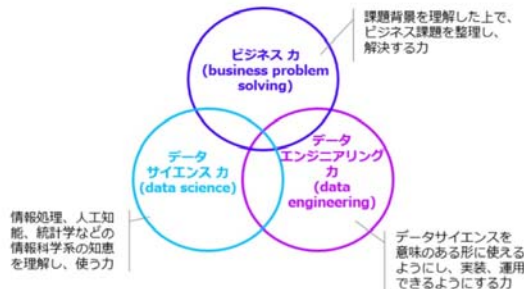 課題背景を理解した上で、
ビジネス課題を整理し、
解決する力
ビジネス力
(business problem
solving)
データ
サイエンス力
(data science)
データ
エンジニアリング
力
(data
engineering)
情報処理、人工知
能、統計学などの
情報科学系の知恵
を理解し、使う力
データサイエンスを
意味のある形に使える
ようにし、実装、運用
できるようにする力